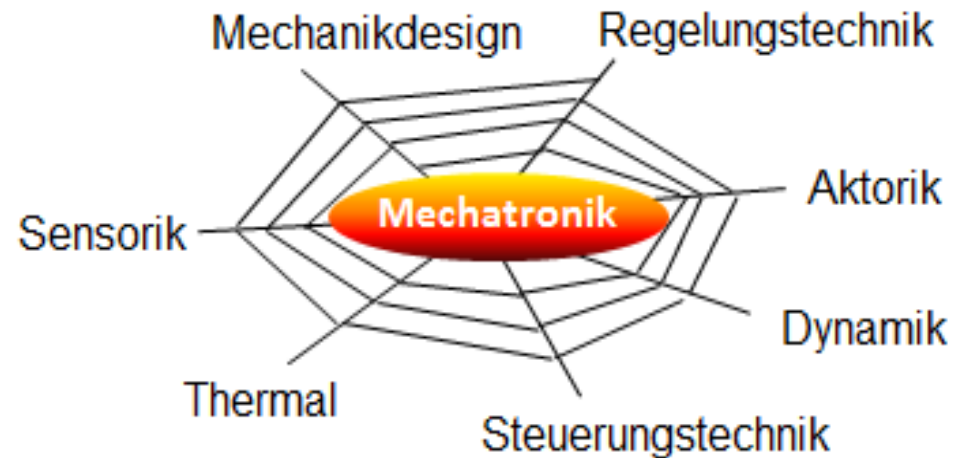 Mechanikdesign
Regelungstechnik
Aktorik
Mechatronik
Sensorik
Dynamik
Thermal
Steuerungstechnik